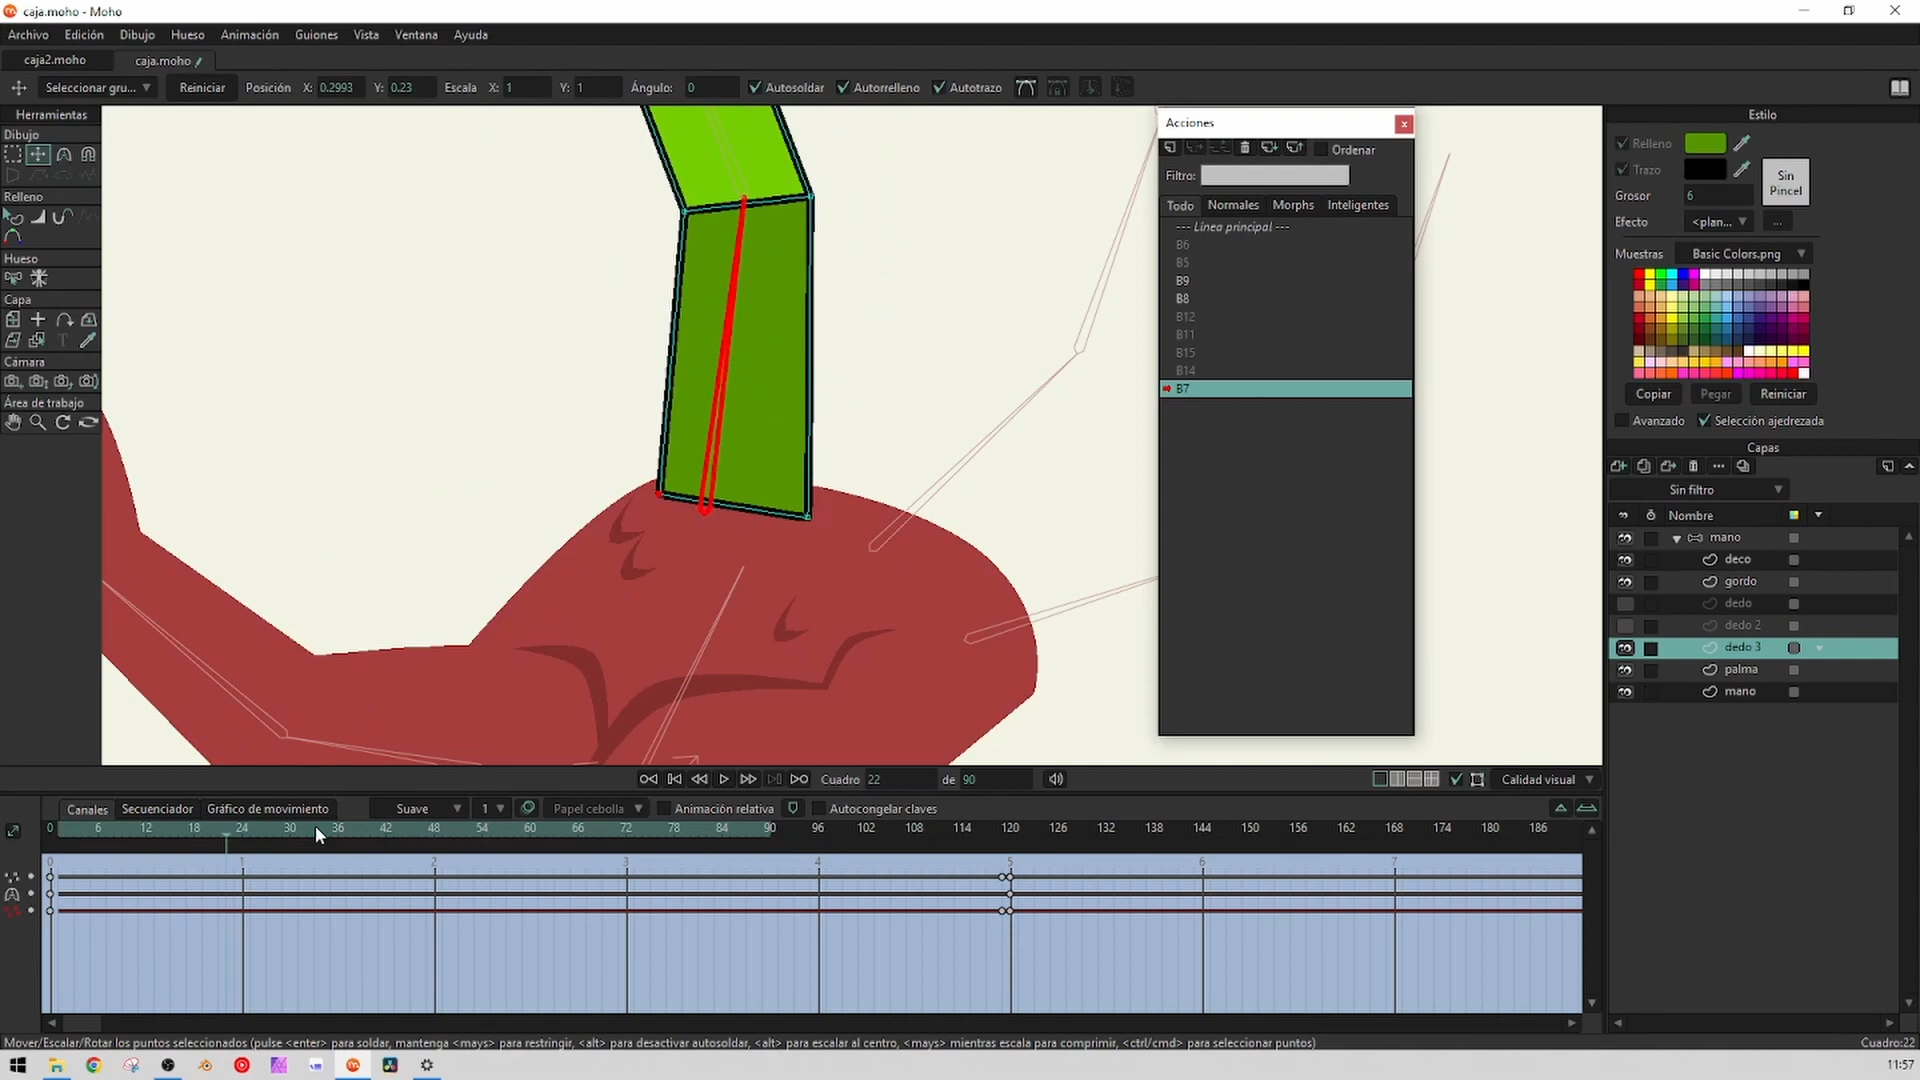 caja.moho - Moho
Archivo Edición Dibujo Hueso Animación Guiones Vista Ventana Ayuda
caja2.moho caja.moho
Seleccionar gru... Reiniciar Posición X: 0.2993 Y: 0.23 Escala X: 1 Y: 1 Ángulo: 0 Autosoldar Autorrelleno Autotrazo
Herramientas
Dibujo
Relleno
Hueso
Capa
Cámara
Área de trabajo
Acciones
Ordenar
Filtro:
Todo Normales Morphs Inteligentes
--- Línea principal ---
B6
B5
B9
B8
B12
B11
B15
B14
B7
Estilo
Relleno
Trazo
Sin Pincel
Grosor 6
Efecto <plan... ...
Muestras Basic Colors.png
Copiar Pegar Reiniciar
Avanzado Selección ajedrezada
Capas
Sin filtro
Nombre
mano
deco
gordo
dedo
dedo 2
dedo 3
palma
mano
Cuadro 22 de 90 Calidad visual
Canales Secuenciador Gráfico de movimiento Suave 1 Papel cebolla Animación relativa Autocongelar claves
0 6 12 18 24 30 36 42 48 54 60 66 72 78 84 90 96 102 108 114 120 126 132 138 144 150 156 162 168 174 180 186
0 1 2 3 4 5 6 7
Mover/Escalar/Rotar los puntos seleccionados (pulse <enter> para soldar, mantenga <mays> para restringir, <alt> para desactivar autosoldar, <alt> para escalar al centro, <mays> mientras escala para comprimir, <ctrl/cmd> para seleccionar puntos) Cuadro:22
11:57